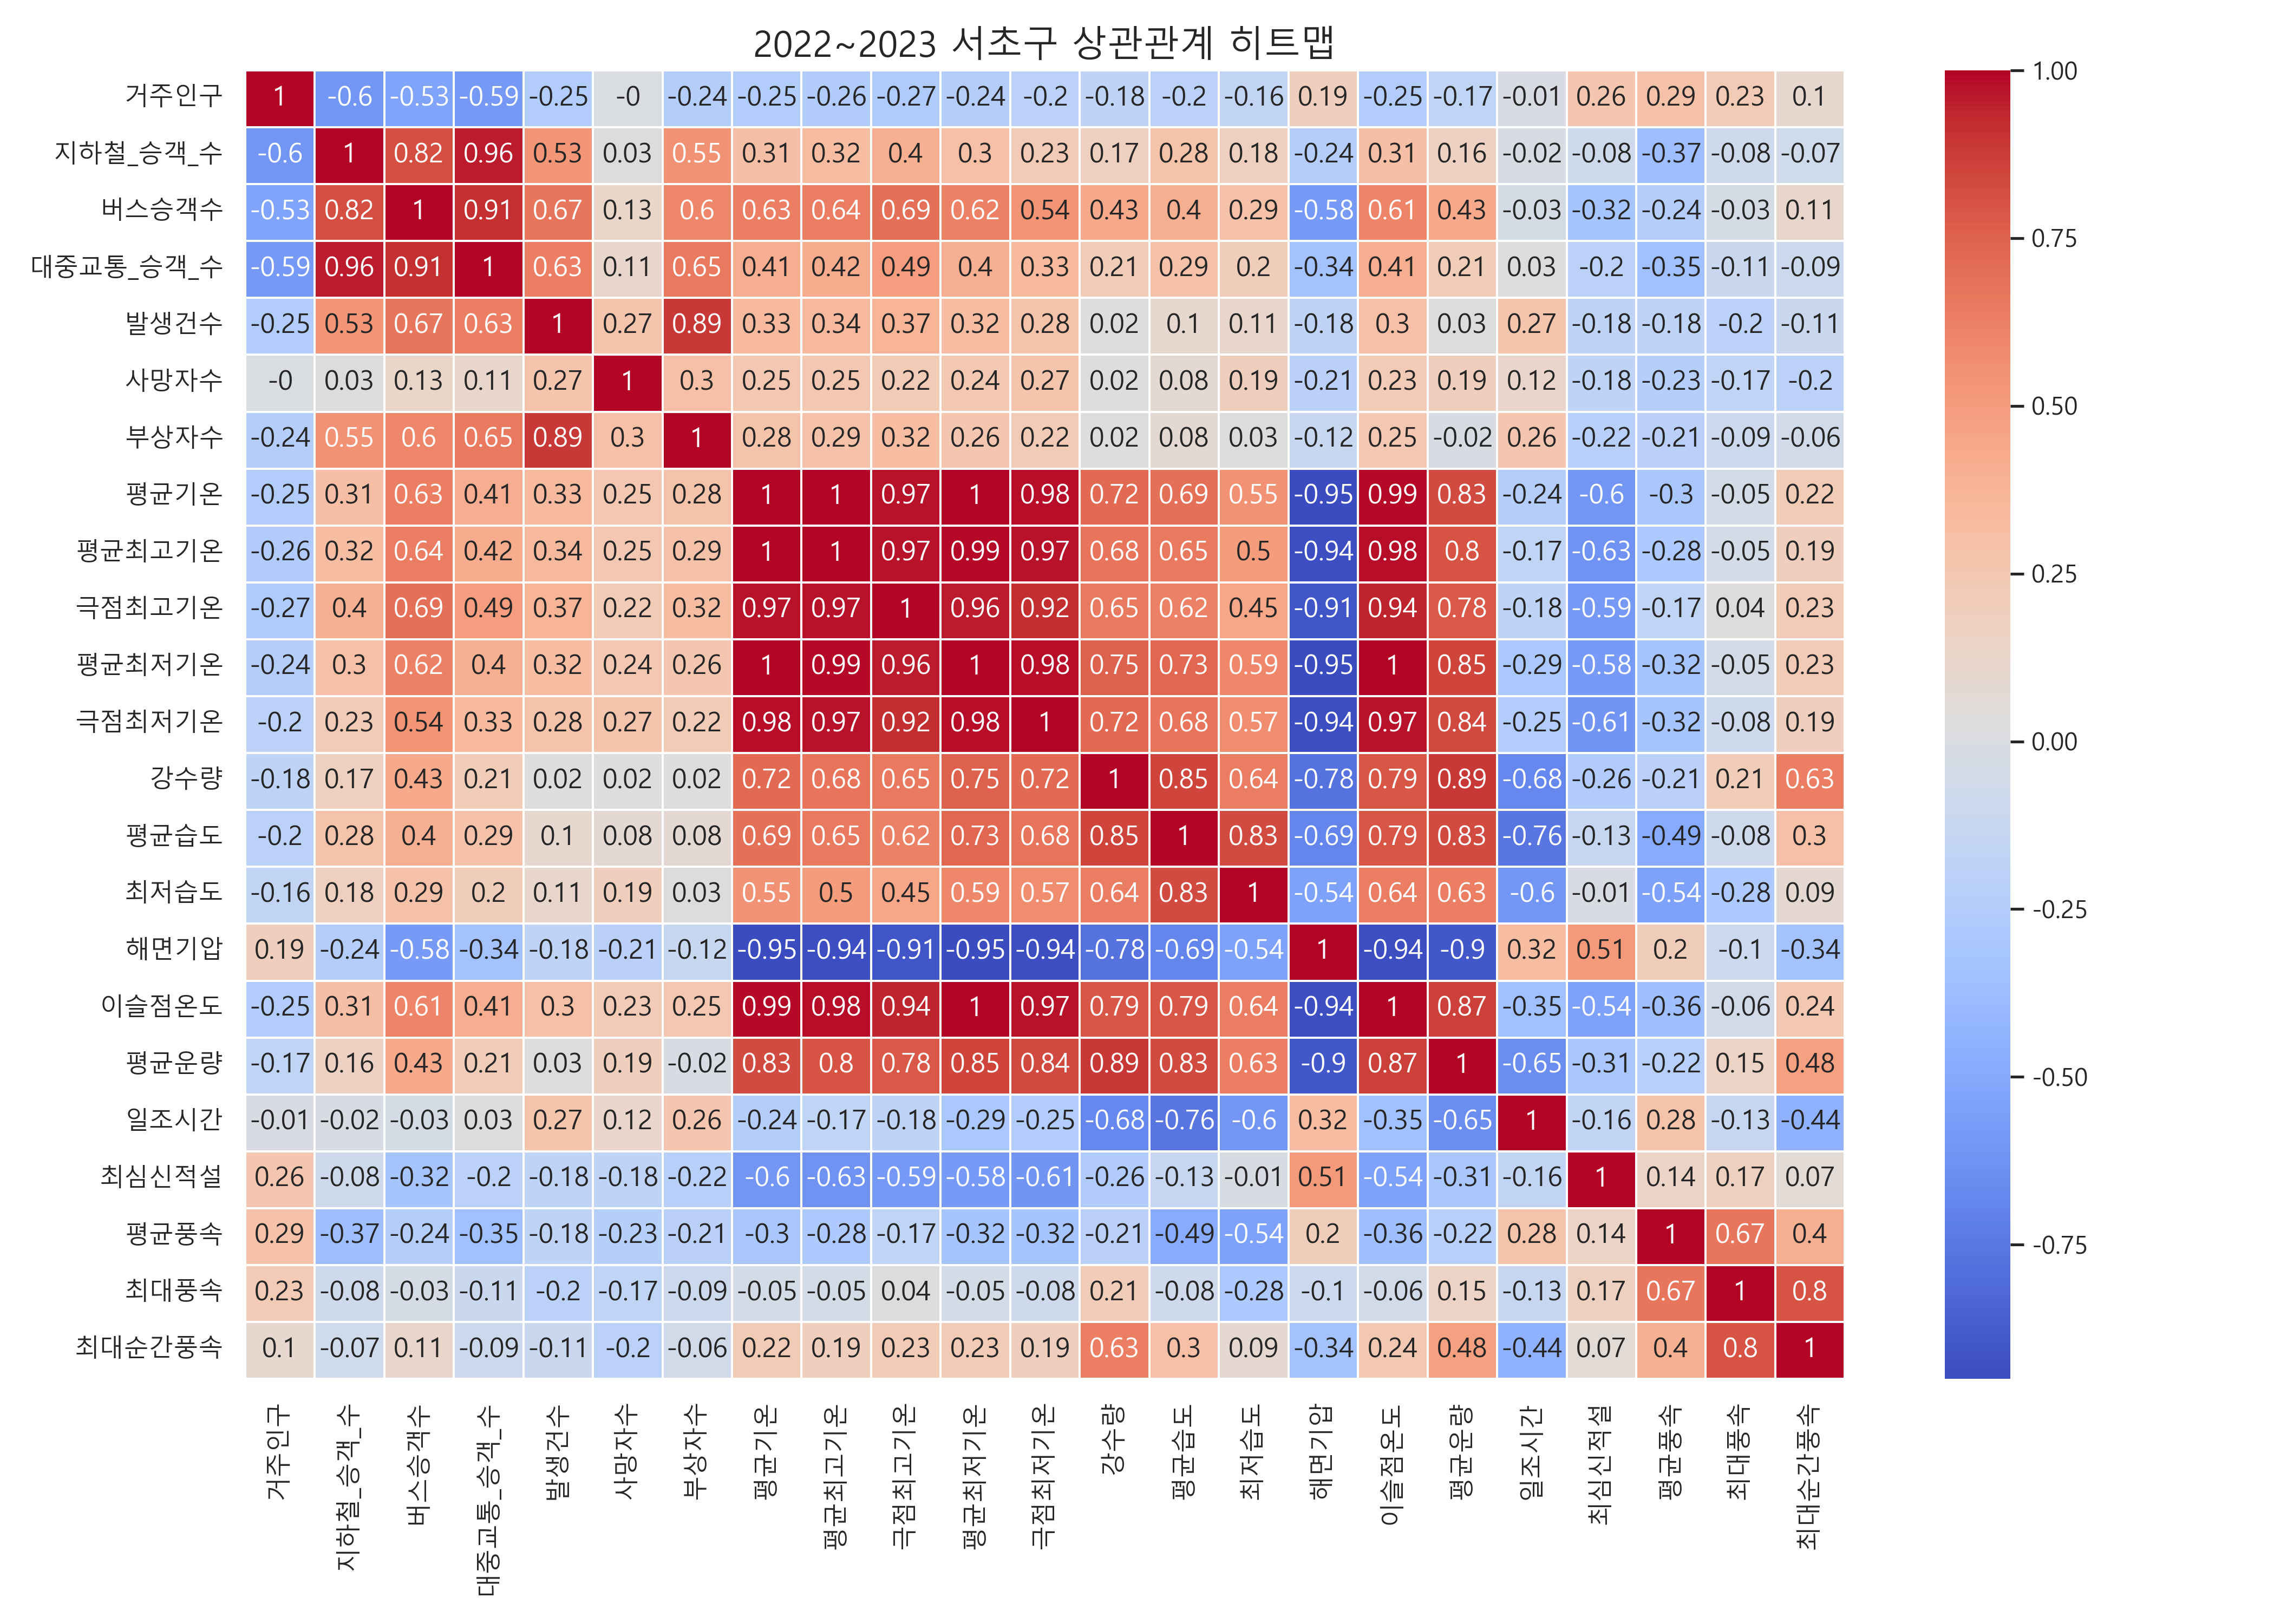 2022~2023 서초구 상관관계 히트맵
거주인구 1 -0.6 -0.53 -0.59 -0.25 -0 -0.24 -0.25 -0.26 -0.27 -0.24 -0.2 -0.18 -0.2 -0.16 0.19 -0.25 -0.17 -0.01 0.26 0.29 0.23 0.1
지하철_승객_수 -0.6 1 0.82 0.96 0.53 0.03 0.55 0.31 0.32 0.4 0.3 0.23 0.17 0.28 0.18 -0.24 0.31 0.16 -0.02 -0.08 -0.37 -0.08 -0.07
버스승객수 -0.53 0.82 1 0.91 0.67 0.13 0.6 0.63 0.64 0.69 0.62 0.54 0.43 0.4 0.29 -0.58 0.61 0.43 -0.03 -0.32 -0.24 -0.03 0.11
대중교통_승객_수 -0.59 0.96 0.91 1 0.63 0.11 0.65 0.41 0.42 0.49 0.4 0.33 0.21 0.29 0.2 -0.34 0.41 0.21 0.03 -0.2 -0.35 -0.11 -0.09
발생건수 -0.25 0.53 0.67 0.63 1 0.27 0.89 0.33 0.34 0.37 0.32 0.28 0.02 0.1 0.11 -0.18 0.3 0.03 0.27 -0.18 -0.18 -0.2 -0.11
사망자수 -0 0.03 0.13 0.11 0.27 1 0.3 0.25 0.25 0.22 0.24 0.27 0.02 0.08 0.19 -0.21 0.23 0.19 0.12 -0.18 -0.23 -0.17 -0.2
부상자수 -0.24 0.55 0.6 0.65 0.89 0.3 1 0.28 0.29 0.32 0.26 0.22 0.02 0.08 0.03 -0.12 0.25 -0.02 0.26 -0.22 -0.21 -0.09 -0.06
평균기온 -0.25 0.31 0.63 0.41 0.33 0.25 0.28 1 1 0.97 1 0.98 0.72 0.69 0.55 -0.95 0.99 0.83 -0.24 -0.6 -0.3 -0.05 0.22
평균최고기온 -0.26 0.32 0.64 0.42 0.34 0.25 0.29 1 1 0.97 0.99 0.97 0.68 0.65 0.5 -0.94 0.98 0.8 -0.17 -0.63 -0.28 -0.05 0.19
극점최고기온 -0.27 0.4 0.69 0.49 0.37 0.22 0.32 0.97 0.97 1 0.96 0.92 0.65 0.62 0.45 -0.91 0.94 0.78 -0.18 -0.59 -0.17 0.04 0.23
평균최저기온 -0.24 0.3 0.62 0.4 0.32 0.24 0.26 1 0.99 0.96 1 0.98 0.75 0.73 0.59 -0.95 1 0.85 -0.29 -0.58 -0.32 -0.05 0.23
극점최저기온 -0.2 0.23 0.54 0.33 0.28 0.27 0.22 0.98 0.97 0.92 0.98 1 0.72 0.68 0.57 -0.94 0.97 0.84 -0.25 -0.61 -0.32 -0.08 0.19
강수량 -0.18 0.17 0.43 0.21 0.02 0.02 0.02 0.72 0.68 0.65 0.75 0.72 1 0.85 0.64 -0.78 0.79 0.89 -0.68 -0.26 -0.21 0.21 0.63
평균습도 -0.2 0.28 0.4 0.29 0.1 0.08 0.08 0.69 0.65 0.62 0.73 0.68 0.85 1 0.83 -0.69 0.79 0.83 -0.76 -0.13 -0.49 -0.08 0.3
최저습도 -0.16 0.18 0.29 0.2 0.11 0.19 0.03 0.55 0.5 0.45 0.59 0.57 0.64 0.83 1 -0.54 0.64 0.63 -0.6 -0.01 -0.54 -0.28 0.09
해면기압 0.19 -0.24 -0.58 -0.34 -0.18 -0.21 -0.12 -0.95 -0.94 -0.91 -0.95 -0.94 -0.78 -0.69 -0.54 1 -0.94 -0.9 0.32 0.51 0.2 -0.1 -0.34
이슬점온도 -0.25 0.31 0.61 0.41 0.3 0.23 0.25 0.99 0.98 0.94 1 0.97 0.79 0.79 0.64 -0.94 1 0.87 -0.35 -0.54 -0.36 -0.06 0.24
평균운량 -0.17 0.16 0.43 0.21 0.03 0.19 -0.02 0.83 0.8 0.78 0.85 0.84 0.89 0.83 0.63 -0.9 0.87 1 -0.65 -0.31 -0.22 0.15 0.48
일조시간 -0.01 -0.02 -0.03 0.03 0.27 0.12 0.26 -0.24 -0.17 -0.18 -0.29 -0.25 -0.68 -0.76 -0.6 0.32 -0.35 -0.65 1 -0.16 0.28 -0.13 -0.44
최심신적설 0.26 -0.08 -0.32 -0.2 -0.18 -0.18 -0.22 -0.6 -0.63 -0.59 -0.58 -0.61 -0.26 -0.13 -0.01 0.51 -0.54 -0.31 -0.16 1 0.14 0.17 0.07
평균풍속 0.29 -0.37 -0.24 -0.35 -0.18 -0.23 -0.21 -0.3 -0.28 -0.17 -0.32 -0.32 -0.21 -0.49 -0.54 0.2 -0.36 -0.22 0.28 0.14 1 0.67 0.4
최대풍속 0.23 -0.08 -0.03 -0.11 -0.2 -0.17 -0.09 -0.05 -0.05 0.04 -0.05 -0.08 0.21 -0.08 -0.28 -0.1 -0.06 0.15 -0.13 0.17 0.67 1 0.8
최대순간풍속 0.1 -0.07 0.11 -0.09 -0.11 -0.2 -0.06 0.22 0.19 0.23 0.23 0.19 0.63 0.3 0.09 -0.34 0.24 0.48 -0.44 0.07 0.4 0.8 1
거주인구
지하철_승객_수
버스승객수
대중교통_승객_수
발생건수
사망자수
부상자수
평균기온
평균최고기온
극점최고기온
평균최저기온
극점최저기온
강수량
평균습도
최저습도
해면기압
이슬점온도
평균운량
일조시간
최심신적설
평균풍속
최대풍속
최대순간풍속
1.00
0.75
0.50
0.25
0.00
-0.25
-0.50
-0.75